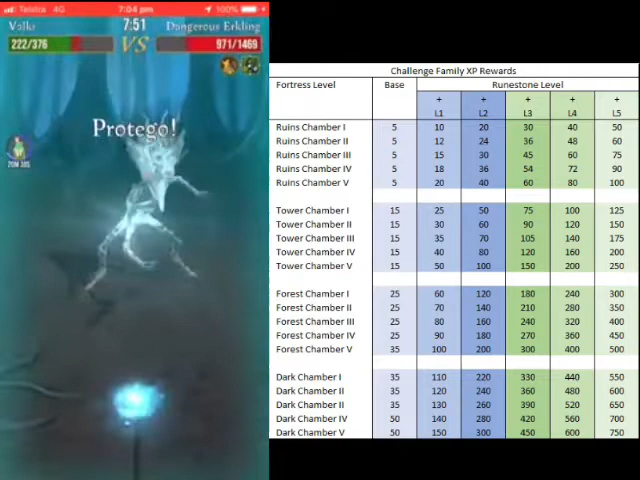 Telstra 4G 7:04 pm 100%
Valki 7:51 Dangerous Erkling
222/376 VS 971/1469
Protego!
Challenge Family XP Rewards
Fortress Level Base Runestone Level
+ + + + +
L1 L2 L3 L4 L5
Ruins Chamber I 5 10 20 30 40 50
Ruins Chamber II 5 12 24 36 48 60
Ruins Chamber III 5 15 30 45 60 75
Ruins Chamber IV 5 18 36 54 72 90
Ruins Chamber V 5 20 40 60 80 100
Tower Chamber I 15 25 50 75 100 125
Tower Chamber II 15 30 60 90 120 150
Tower Chamber III 15 35 70 105 140 175
Tower Chamber IV 15 40 80 120 160 200
Tower Chamber V 15 50 100 150 200 250
Forest Chamber I 25 60 120 180 240 300
Forest Chamber II 25 70 140 210 280 350
Forest Chamber III 25 80 160 240 320 400
Forest Chamber IV 25 90 180 270 360 450
Forest Chamber V 35 100 200 300 400 500
Dark Chamber I 35 110 220 330 440 550
Dark Chamber II 35 120 240 360 480 600
Dark Chamber II 35 130 260 390 520 650
Dark Chamber IV 50 140 280 420 560 700
Dark Chamber V 50 150 300 450 600 750